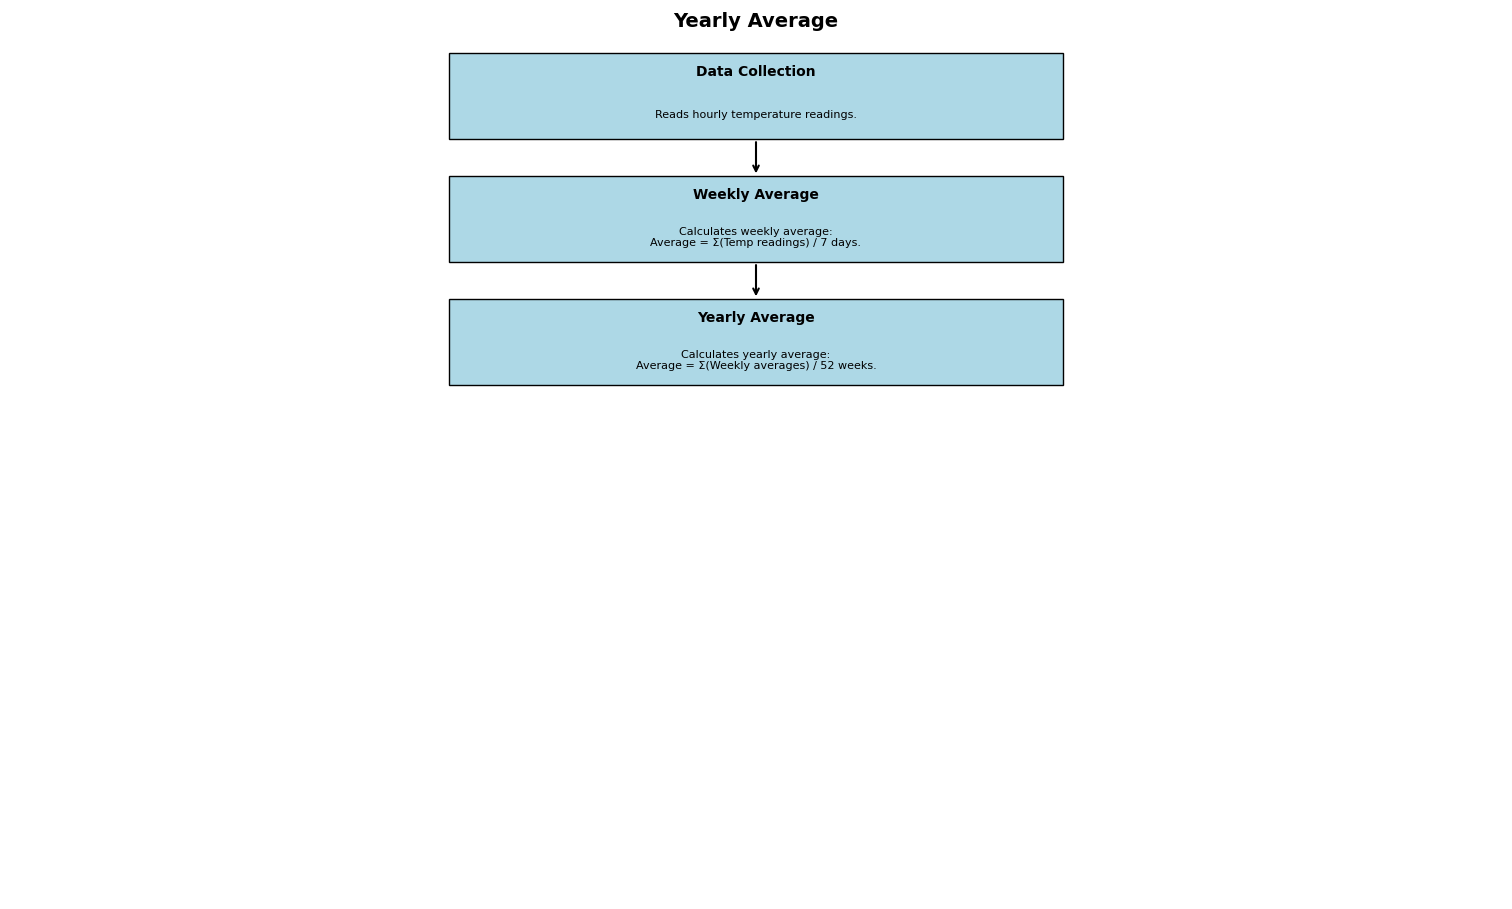 Yearly Average
Data Collection
Reads hourly temperature readings.
Weekly Average
Calculates weekly average:
Average = Σ(Temp readings) / 7 days.
Yearly Average
Calculates yearly average:
Average = Σ(Weekly averages) / 52 weeks.